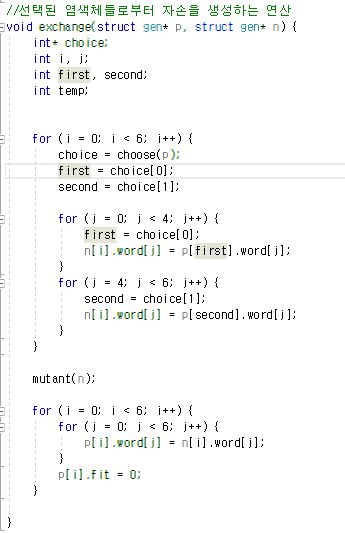 //선택된 염색체들로부터 자손을 생성하는 연산
void exchange(struct gen* p, struct gen* n) {
int* choice;
int i, j;
int first, second;
int temp;
for (i = 0; i < 6; i++) {
choice = choose(p);
first = choice[0];
second = choice[1];
for (j = 0; j < 4; j++) {
first = choice[0];
n[i].word[j] = p[first].word[j];
}
for (j = 4; j < 6; j++) {
second = choice[1];
n[i].word[j] = p[second].word[j];
}
}
mutant(n);
for (i = 0; i < 6; i++) {
for (j = 0; j < 6; j++) {
p[i].word[j] = n[i].word[j];
}
p[i].fit = 0;
}
}